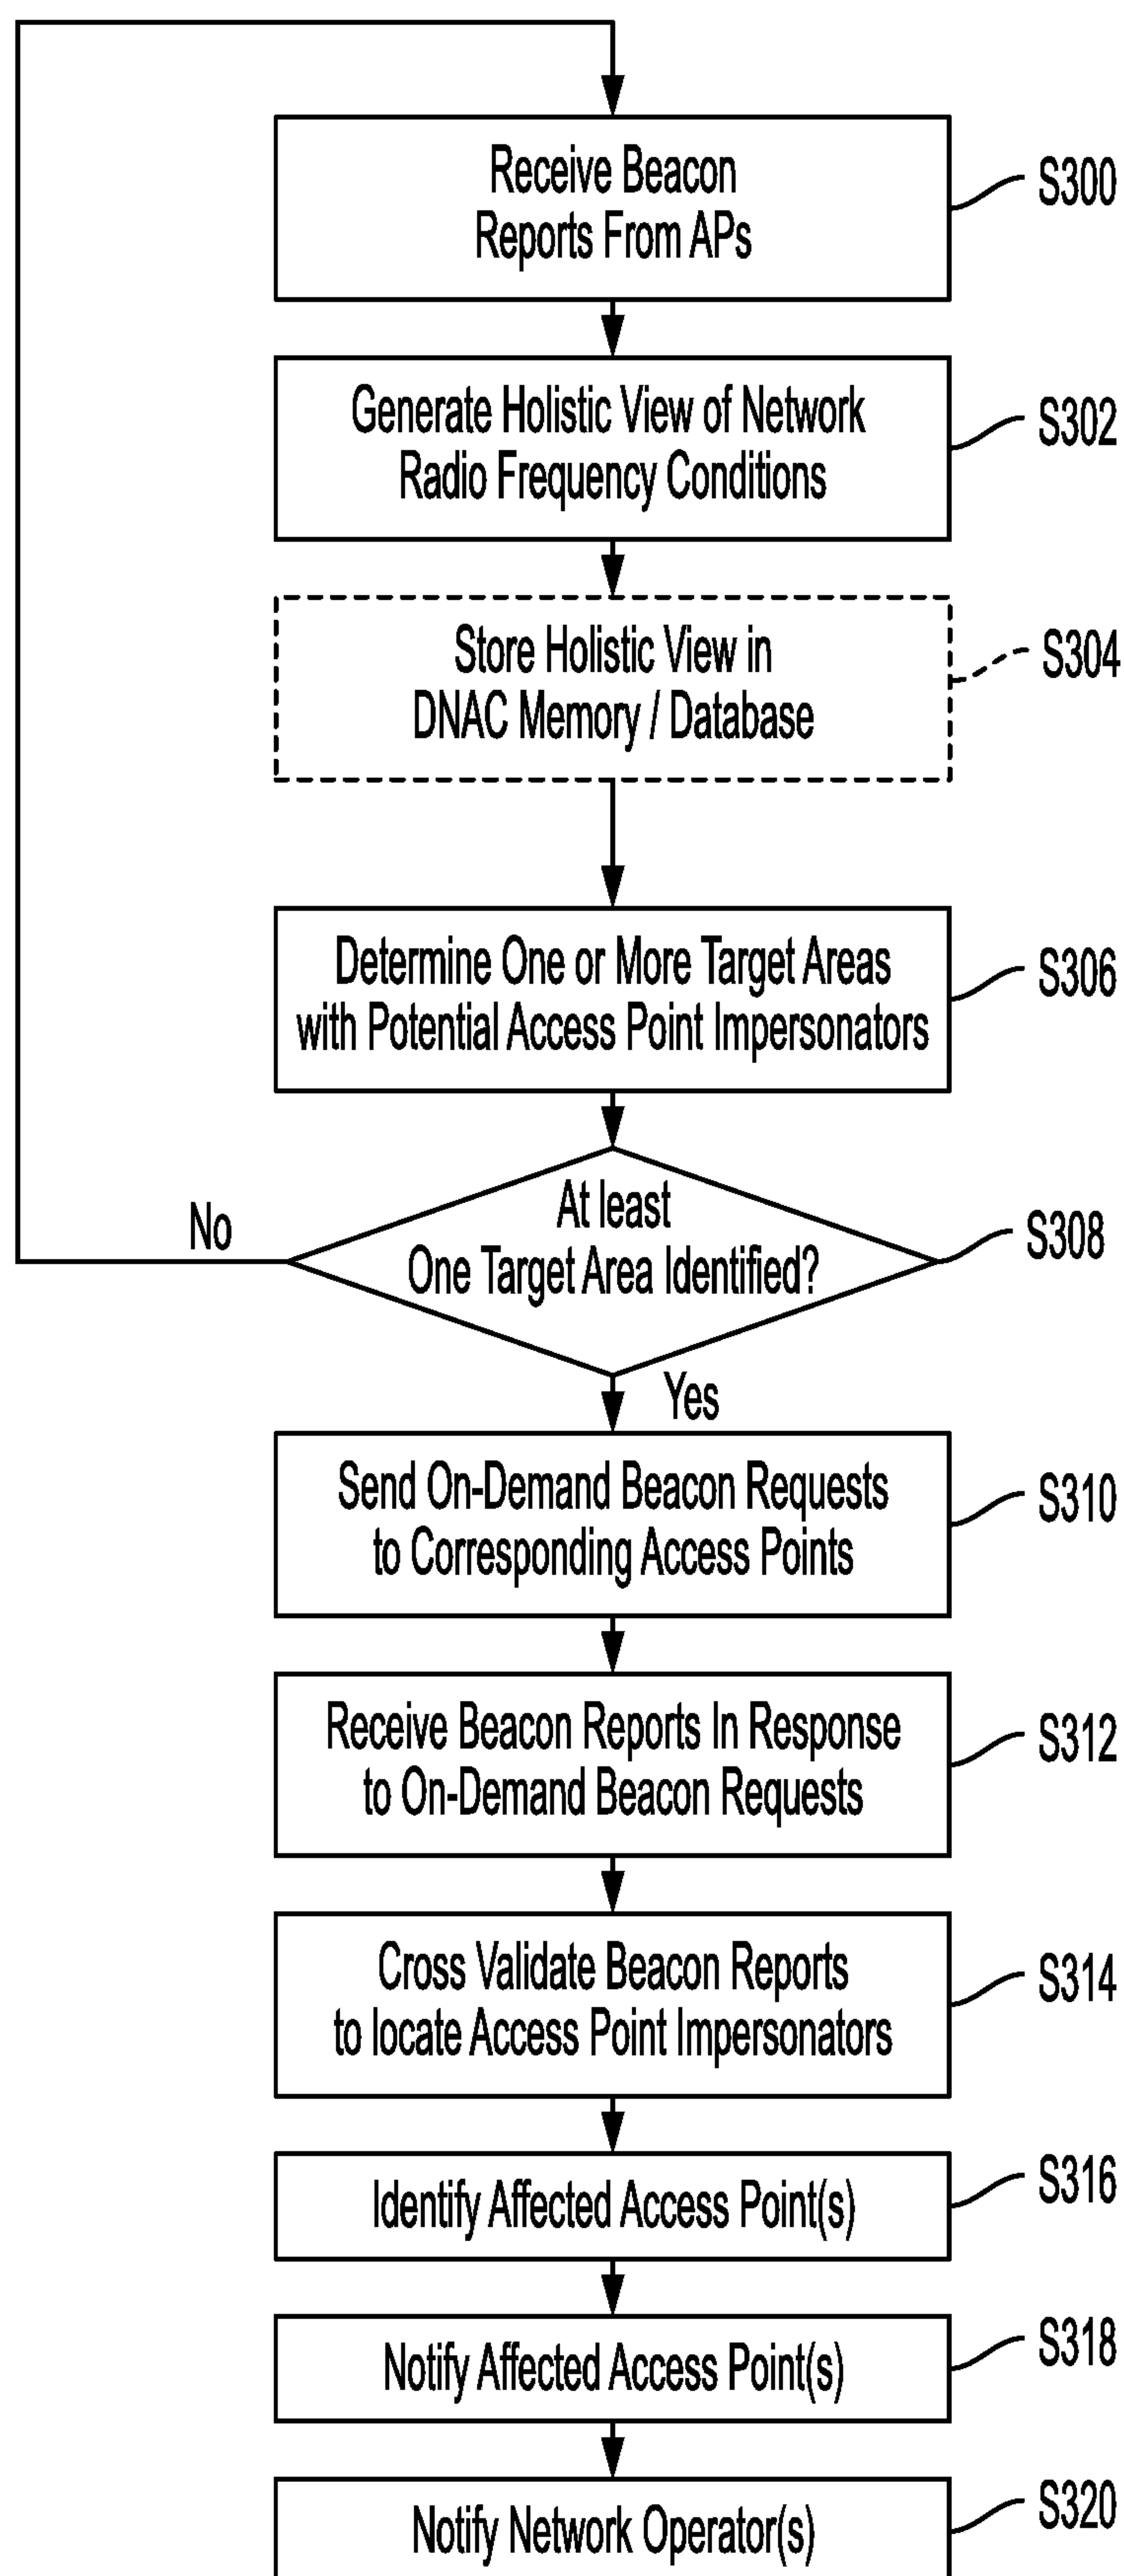 Receive Beacon
Reports From APs
S300
Generate Holistic View of Network
Radio Frequency Conditions
S302
Store Holistic View in
DNAC Memory / Database
S304
Determine One or More Target Areas
with Potential Access Point Impersonators
S306
At least
One Target Area Identified?
S308
No
Yes
Send On-Demand Beacon Requests
to Corresponding Access Points
S310
Receive Beacon Reports In Response
to On-Demand Beacon Requests
S312
Cross Validate Beacon Reports
to locate Access Point Impersonators
S314
Identify Affected Access Point(s)
S316
Notify Affected Access Point(s)
S318
Notify Network Operator(s)
S320